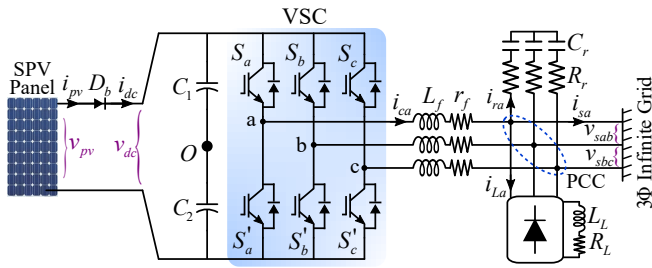 VSC
SPV
Panel
i_pv D_b i_dc
v_pv
v_dc
C_1
O
C_2
S_a S_b S_c
a
b
c
S'_a S'_b S'_c
i_ca L_f r_f
C_r
R_r
i_ra
i_sa
v_sab
v_sbc
PCC
i_La
L_L
R_L
3Φ Infinite Grid